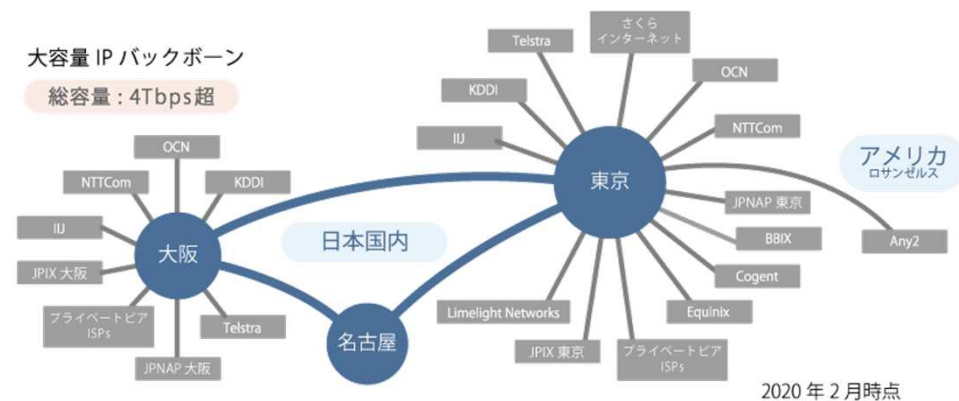 大容量 IP バックボーン
総容量 : 4Tbps超
OCN
NTTCom
KDDI
IIJ
大阪
JPIX 大阪
プライベートピア
ISPs
JPNAP 大阪
Telstra
日本国内
名古屋
Telstra
さくら
インターネット
KDDI
OCN
IIJ
NTTCom
東京
アメリカ
ロサンゼルス
JPNAP 東京
BBIX
Any2
Cogent
Limelight Networks
Equinix
JPIX 東京
プライベートピア
ISPs
2020 年 2 月時点